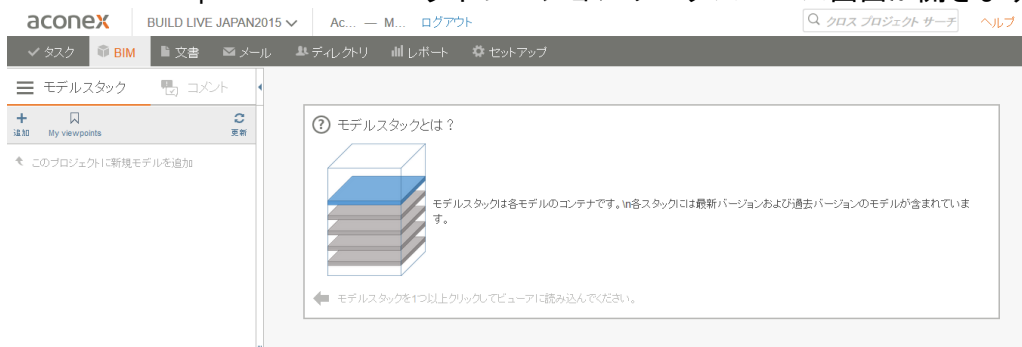 aconex BUILD LIVE JAPAN2015 Ac... — M... ログアウト クロス プロジェクト サーチ ヘルプ
タスク BIM 文書 メール ディレクトリ レポート セットアップ
モデルスタック コメント
追加 My viewpoints 更新
このプロジェクトに新規モデルを追加
? モデルスタックとは？
モデルスタックは各モデルのコンテナです。\n各スタックには最新バージョンおよび過去バージョンのモデルが含まれていま
す。
モデルスタックを1つ以上クリックしてビューアに読み込んでください。